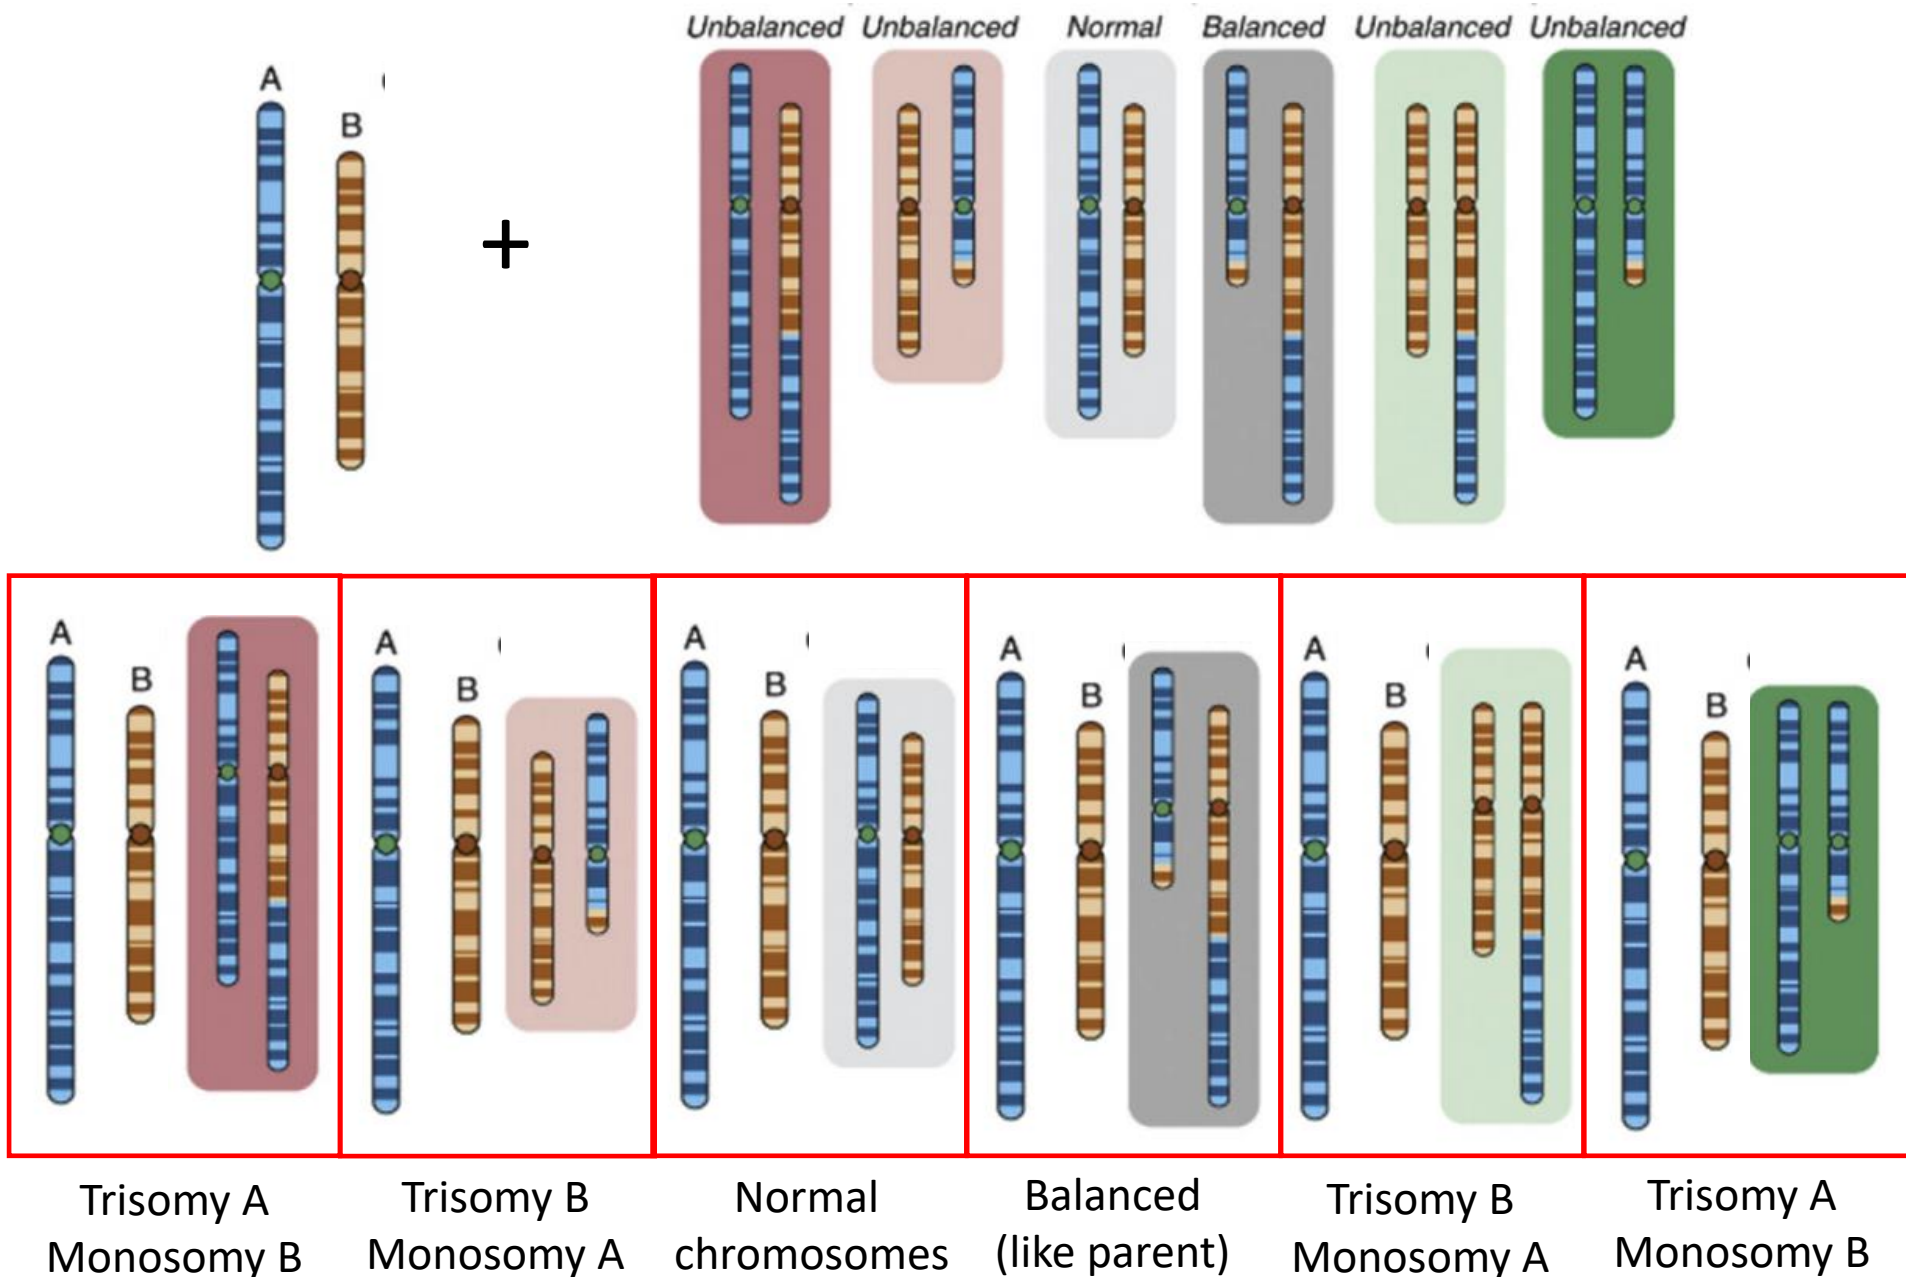 Unbalanced Unbalanced Normal Balanced Unbalanced Unbalanced
A
B
+
A
B
A
B
A
B
A
B
A
B
A
B
Trisomy A
Monosomy B
Trisomy B
Monosomy A
Normal
chromosomes
Balanced
(like parent)
Trisomy B
Monosomy A
Trisomy A
Monosomy B